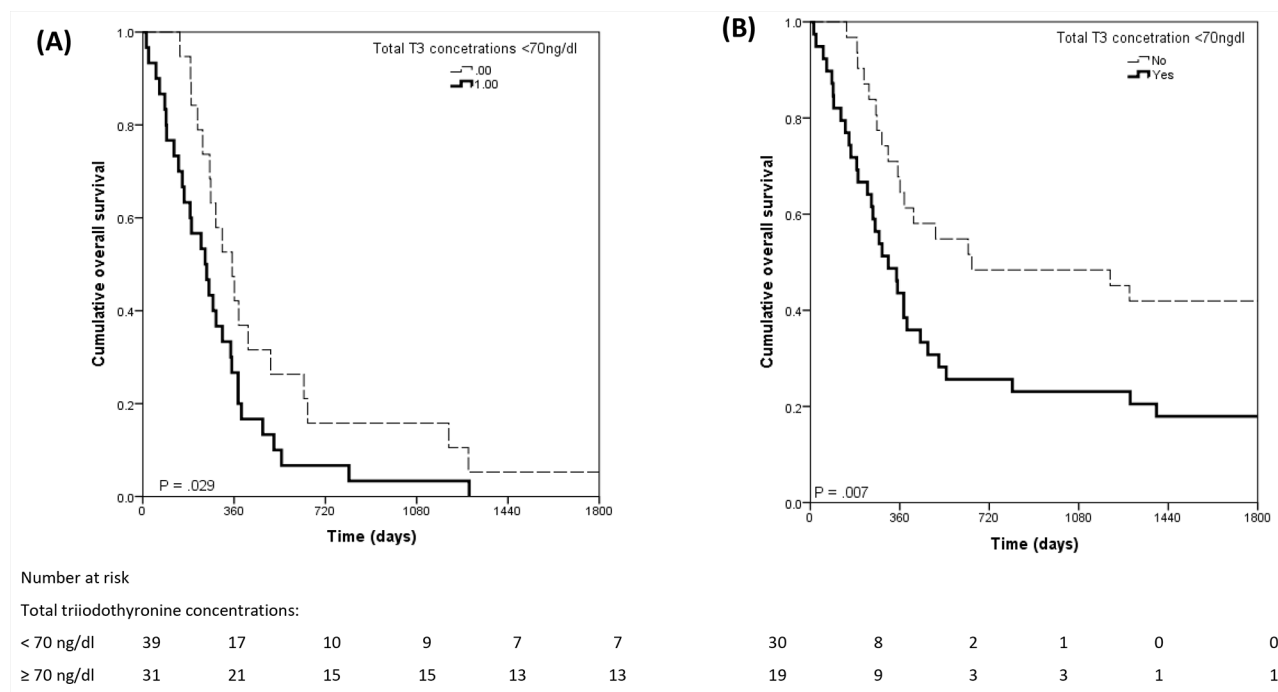 (A)
Total T3 concetrations <70ng/dl
.00
1.00
1.0
0.8
0.6
0.4
0.2
0.0
Cumulative overall survival
P = .029
0 360 720 1080 1440 1800
Time (days)
(B)
Total T3 concetration <70ngdl
No
Yes
1.0
0.8
0.6
0.4
0.2
0.0
Cumulative overall survival
P = .007
0 360 720 1080 1440 1800
Time (days)
Number at risk
Total triiodothyronine concentrations:
< 70 ng/dl 39 17 10 9 7 7 30 8 2 1 0 0
≥ 70 ng/dl 31 21 15 15 13 13 19 9 3 3 1 1